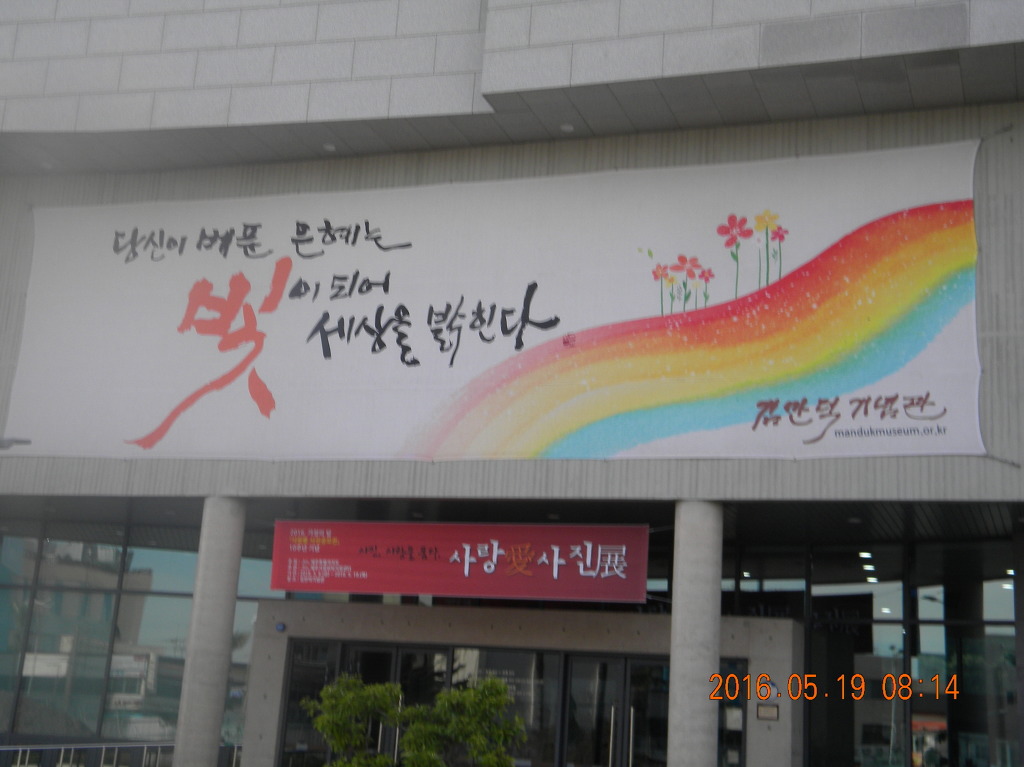 당신이 베푼 은혜는
빛이 되어
세상을 밝힌다
김만덕기념관
mandukmuseum.or.kr
사랑愛사진展
2016.05.19 08:14